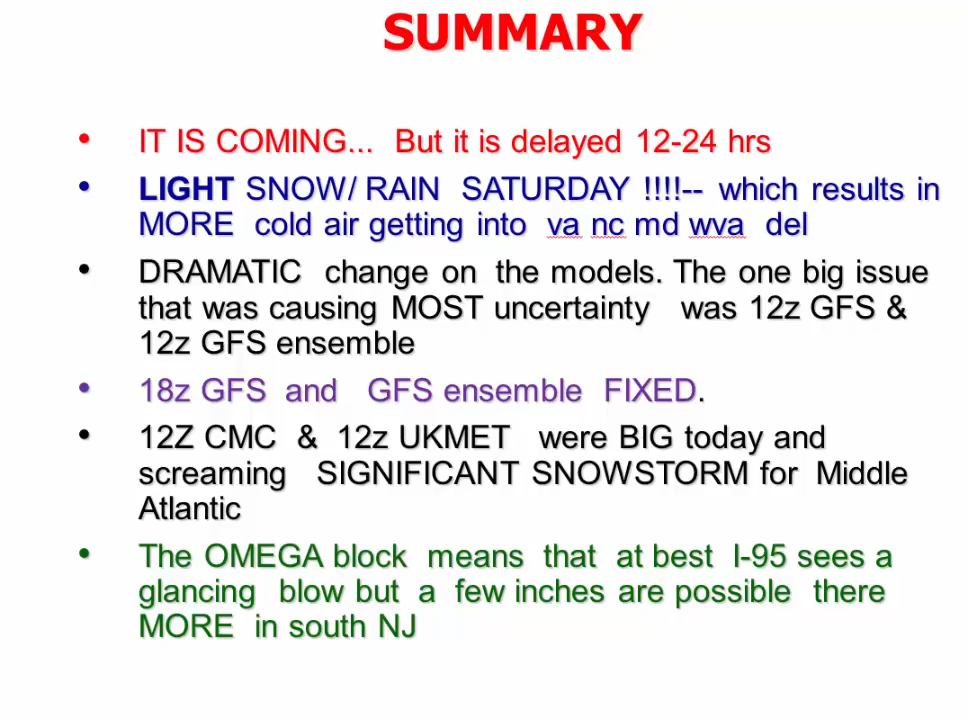 SUMMARY
• IT IS COMING... But it is delayed 12-24 hrs
• LIGHT SNOW/ RAIN SATURDAY !!!!-- which results in
MORE cold air getting into va nc md wva del
• DRAMATIC change on the models. The one big issue
that was causing MOST uncertainty was 12z GFS &
12z GFS ensemble
• 18z GFS and GFS ensemble FIXED.
• 12Z CMC & 12z UKMET were BIG today and
screaming SIGNIFICANT SNOWSTORM for Middle
Atlantic
• The OMEGA block means that at best I-95 sees a
glancing blow but a few inches are possible there
MORE in south NJ